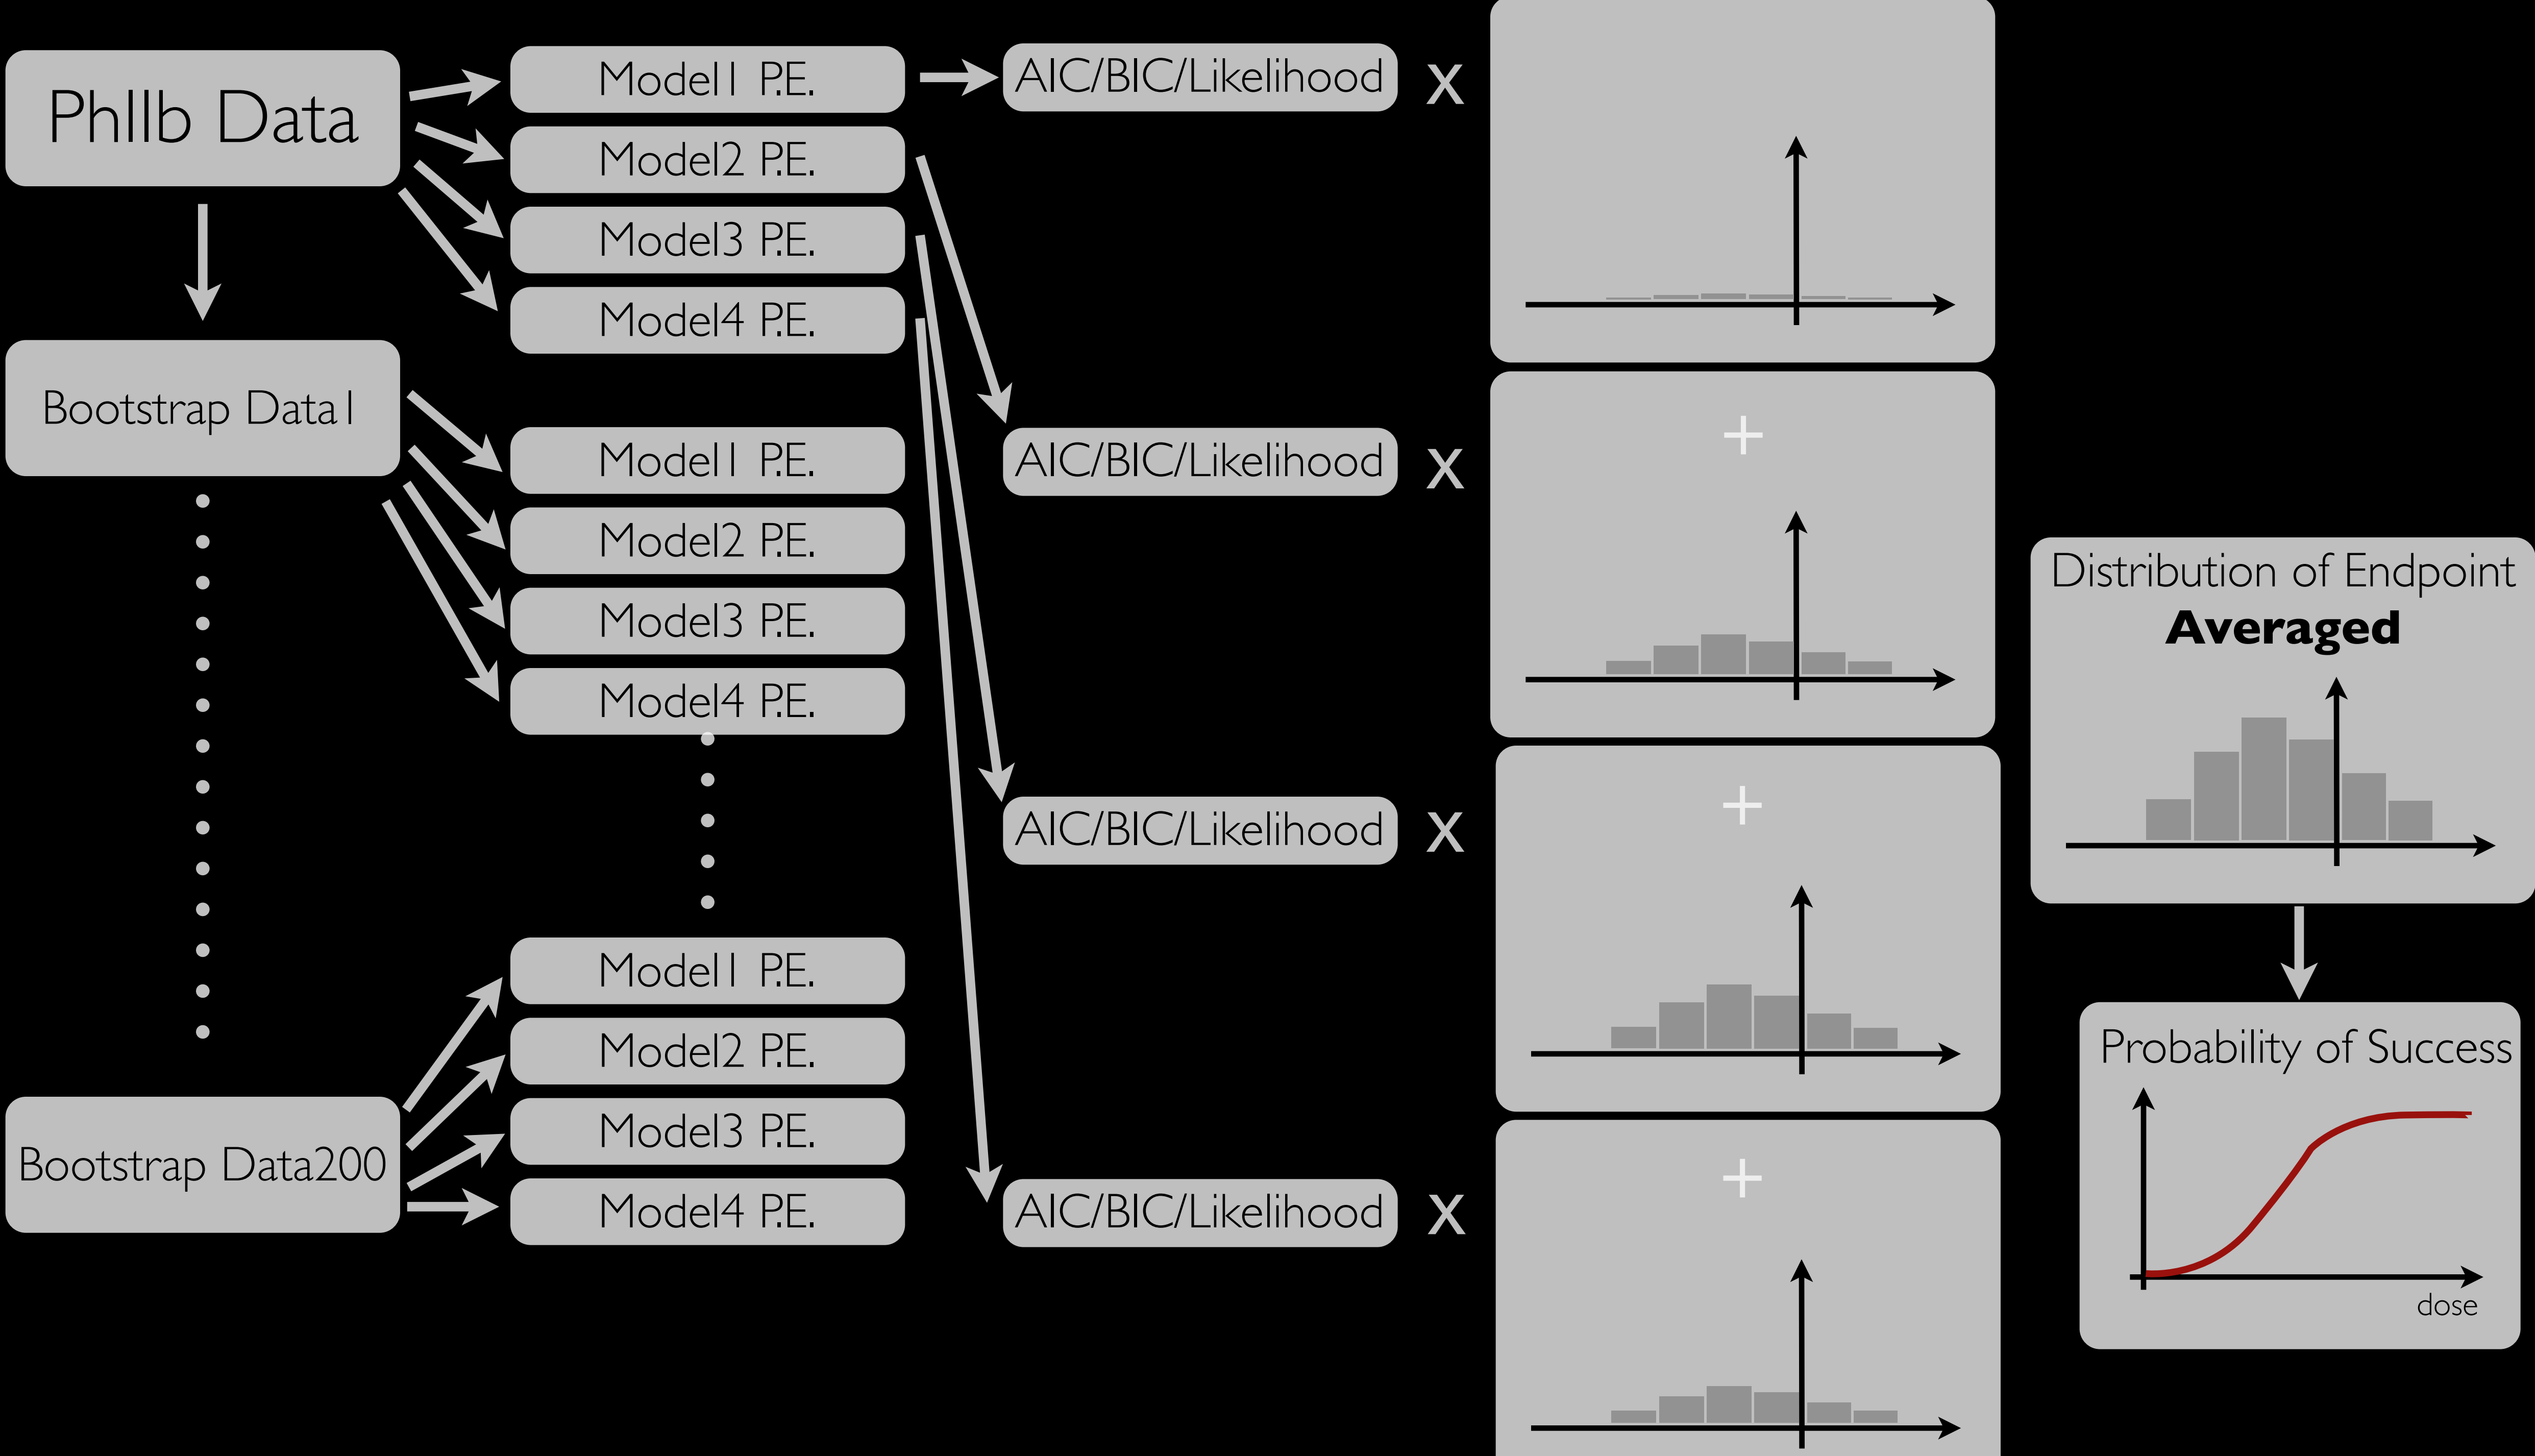 PhIIb Data
Model1 P.E.
Model2 P.E.
Model3 P.E.
Model4 P.E.
Bootstrap Data1
Model1 P.E.
Model2 P.E.
Model3 P.E.
Model4 P.E.
Bootstrap Data200
Model1 P.E.
Model2 P.E.
Model3 P.E.
Model4 P.E.
AIC/BIC/Likelihood x
+
AIC/BIC/Likelihood x
+
AIC/BIC/Likelihood x
+
AIC/BIC/Likelihood x
Distribution of Endpoint
Averaged
Probability of Success
dose